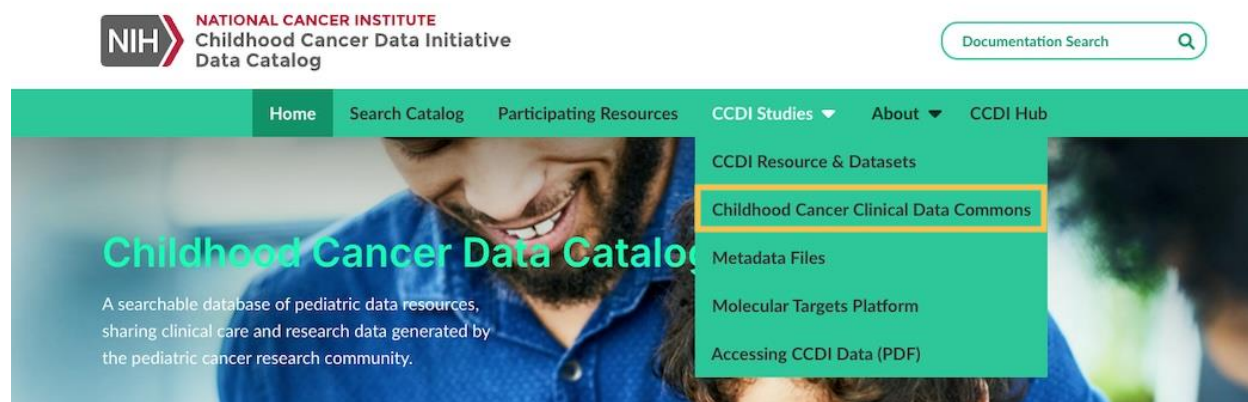 NIH
NATIONAL CANCER INSTITUTE
Childhood Cancer Data Initiative
Data Catalog
Documentation Search
Home
Search Catalog
Participating Resources
CCDI Studies
About
CCDI Hub
CCDI Resource & Datasets
Childhood Cancer Clinical Data Commons
Metadata Files
Molecular Targets Platform
Accessing CCDI Data (PDF)
Childhood Cancer Data Catalog
A searchable database of pediatric data resources,
sharing clinical care and research data generated by
the pediatric cancer research community.